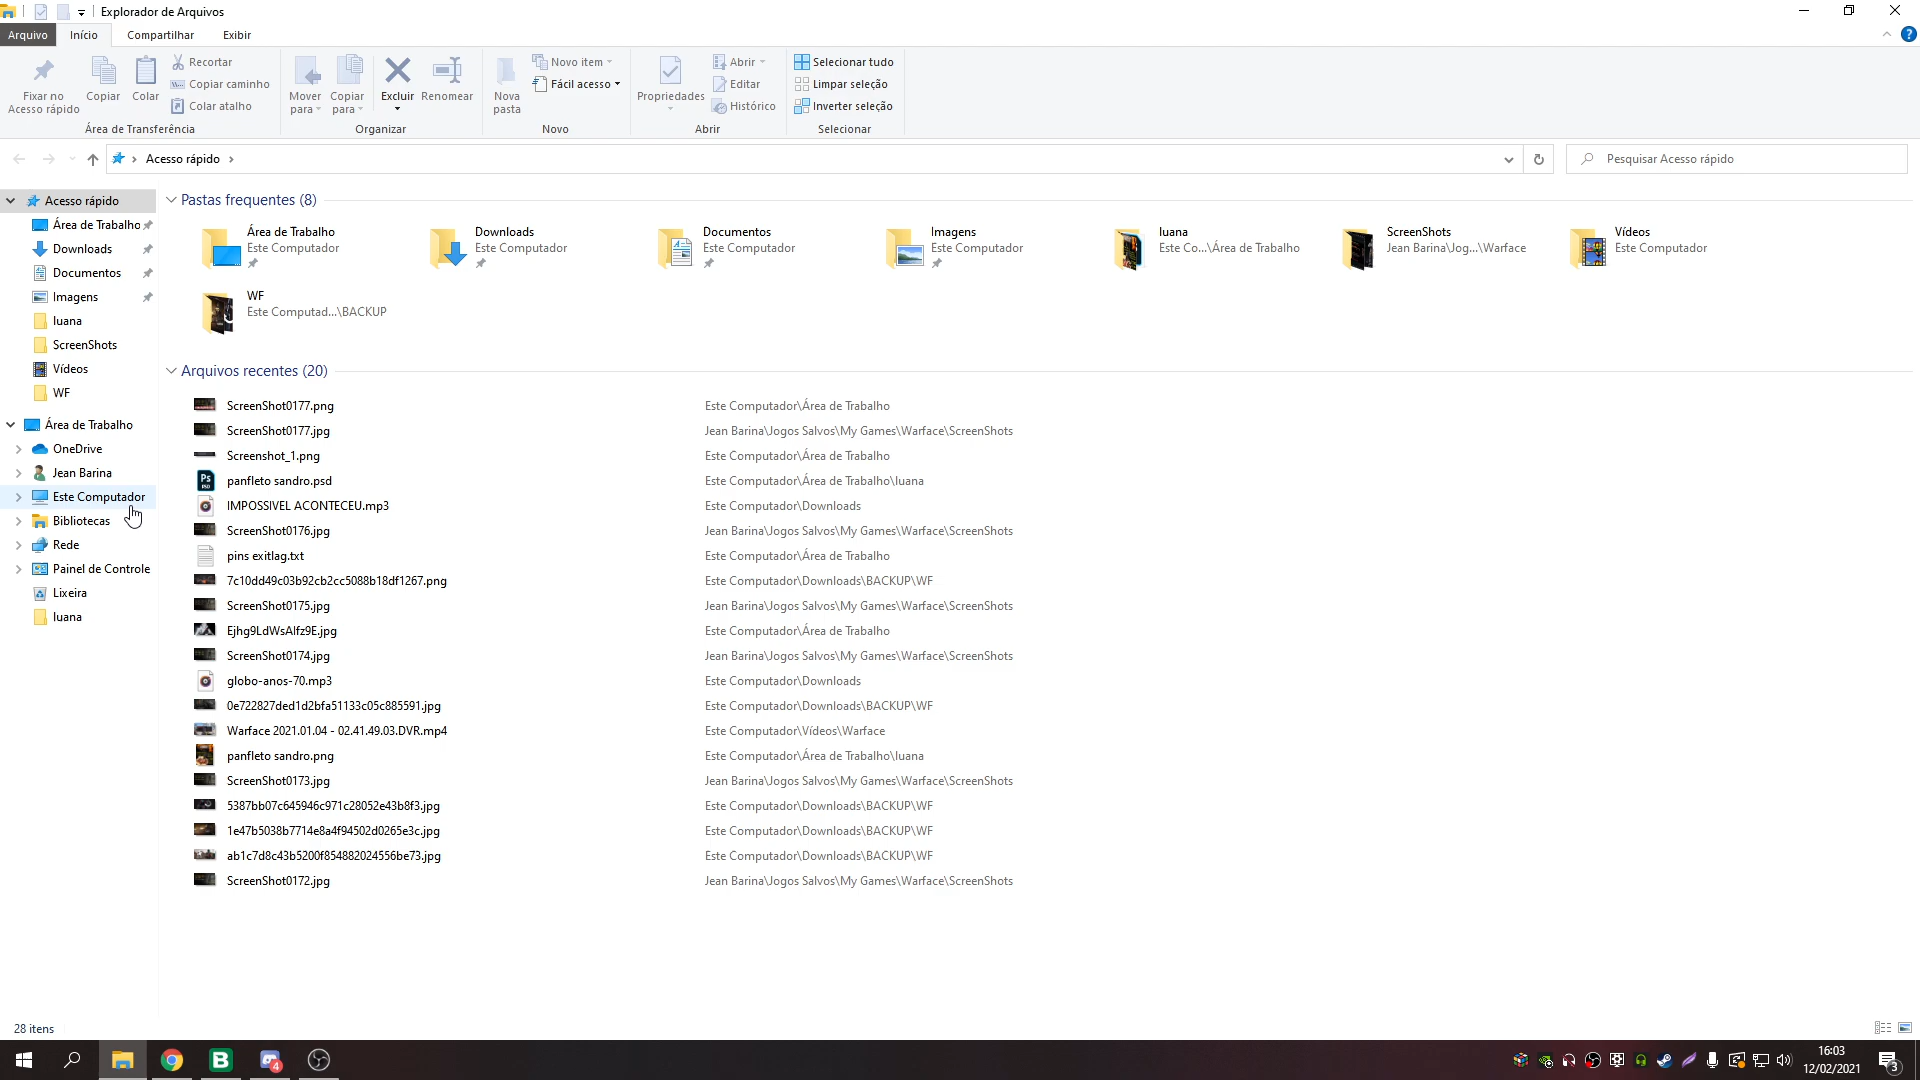 Explorador de Arquivos
Arquivo Início Compartilhar Exibir
Fixar no Acesso rápido
Copiar
Colar
Recortar
Copiar caminho
Colar atalho
Área de Transferência
Mover para
Copiar para
Excluir
Renomear
Organizar
Nova pasta
Novo item
Fácil acesso
Novo
Propriedades
Abrir
Editar
Histórico
Abrir
Selecionar tudo
Limpar seleção
Inverter seleção
Selecionar
Acesso rápido
Pesquisar Acesso rápido
Acesso rápido
Área de Trabalho
Downloads
Documentos
Imagens
luana
ScreenShots
Vídeos
WF
Área de Trabalho
OneDrive
Jean Barina
Este Computador
Bibliotecas
Rede
Painel de Controle
Lixeira
luana
Pastas frequentes (8)
Área de Trabalho
Este Computador
Downloads
Este Computador
Documentos
Este Computador
Imagens
Este Computador
luana
Este Co...\Área de Trabalho
ScreenShots
Jean Barina\Jog...\Warface
Vídeos
Este Computador
WF
Este Computad...\BACKUP
Arquivos recentes (20)
ScreenShot0177.png Este Computador\Área de Trabalho
ScreenShot0177.jpg Jean Barina\Jogos Salvos\My Games\Warface\ScreenShots
Screenshot_1.png Este Computador\Área de Trabalho
panfleto sandro.psd Este Computador\Área de Trabalho\luana
IMPOSSIVEL ACONTECEU.mp3 Este Computador\Downloads
ScreenShot0176.jpg Jean Barina\Jogos Salvos\My Games\Warface\ScreenShots
pins exitlag.txt Este Computador\Área de Trabalho
7c10dd49c03b92cb2cc5088b18df1267.png Este Computador\Downloads\BACKUP\WF
ScreenShot0175.jpg Jean Barina\Jogos Salvos\My Games\Warface\ScreenShots
Ejhg9LdWsAlfz9E.jpg Este Computador\Área de Trabalho
ScreenShot0174.jpg Jean Barina\Jogos Salvos\My Games\Warface\ScreenShots
globo-anos-70.mp3 Este Computador\Downloads
0e722827ded1d2bfa51133c05c885591.jpg Este Computador\Downloads\BACKUP\WF
Warface 2021.01.04 - 02.41.49.03.DVR.mp4 Este Computador\Vídeos\Warface
panfleto sandro.png Este Computador\Área de Trabalho\luana
ScreenShot0173.jpg Jean Barina\Jogos Salvos\My Games\Warface\ScreenShots
5387bb07c645946c971c28052e43b8f3.jpg Este Computador\Downloads\BACKUP\WF
1e47b5038b7714e8a4f94502d0265e3c.jpg Este Computador\Downloads\BACKUP\WF
ab1c7d8c43b5200f854882024556be73.jpg Este Computador\Downloads\BACKUP\WF
ScreenShot0172.jpg Jean Barina\Jogos Salvos\My Games\Warface\ScreenShots
28 itens
B
4
16:03
12/02/2021
3